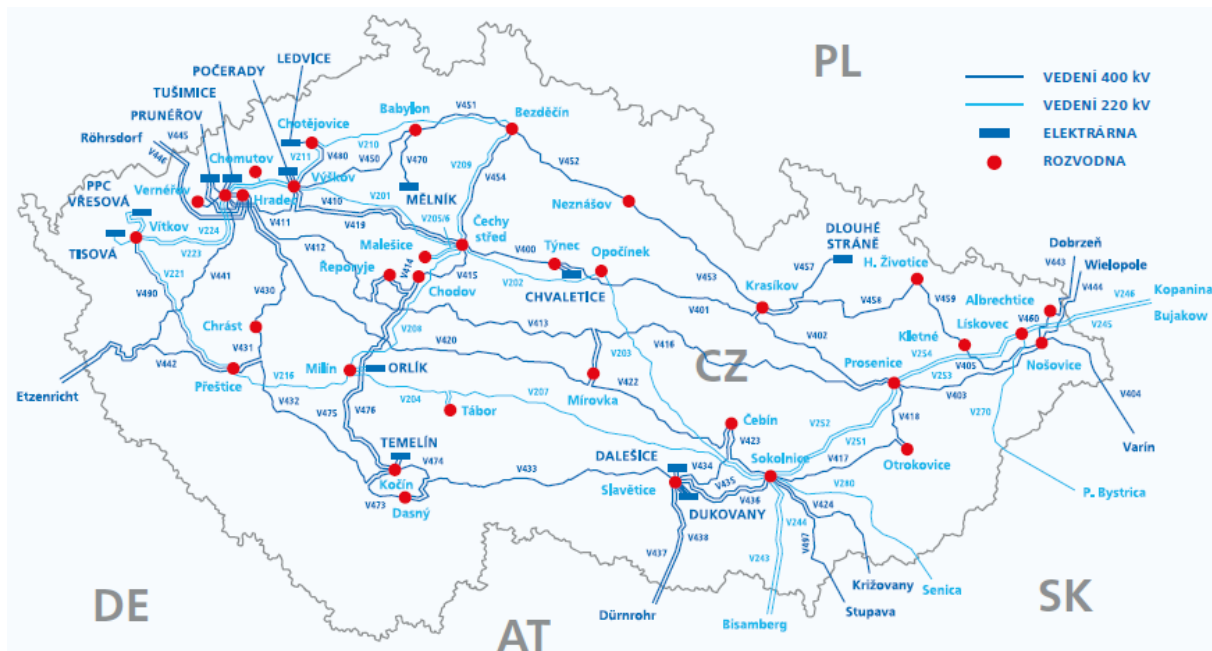 PL
VEDENÍ 400 kV
VEDENÍ 220 kV
ELEKTRÁRNA
ROZVODNA
LEDVICE
POČERADY
TUŠIMICE
PRUNÉŘOV
Röhrsdorf
V445
V446
Chotějovice
V211
V480
V450
V210
Babylon
V451
Bezděčín
Chomutov
Výškov
V470
V209
V454
V452
PPC
VŘESOVÁ
Vernéřov
Hradec
V410
V201
MĚLNÍK
Neznášov
Vítkov
V224
V411
V419
V205/6
Čechy
střed
TISOVÁ
V223
V412
Malešice
V400
Týnec
Opočínek
DLOUHÉ
STRÁNĚ
Dobrzeń
V443
Wielopole
V221
V441
Řeporyje
V414
V415
V457
H. Životice
V444
V246
Kopanina
V490
V430
Chodov
V202
CHVALETICE
V453
Krasíkov
V458
V459
Albrechtice
V460
V245
Bujakow
Chrást
V208
V413
V401
Lískovec
V431
V420
V203
V416
V402
Kletné
V254
V405
Nošovice
V442
Milín
ORLÍK
CZ
Prosenice
V253
V403
Přeštice
V216
V204
V207
Mírovka
V422
V404
Etzenricht
V432
V475
V476
Tábor
Čebín
V252
V418
V270
V423
V251
Varín
TEMELÍN
DALEŠICE
V434
Sokolnice
V417
Otrokovice
V474
V433
V435
Kočín
Slavětice
V436
V280
P. Bystrica
V473
Dasný
DUKOVANY
V244
V424
V437
V438
V497
V243
DE
Križovany
Senica
SK
Dürnrohr
Stupava
AT
Bisamberg